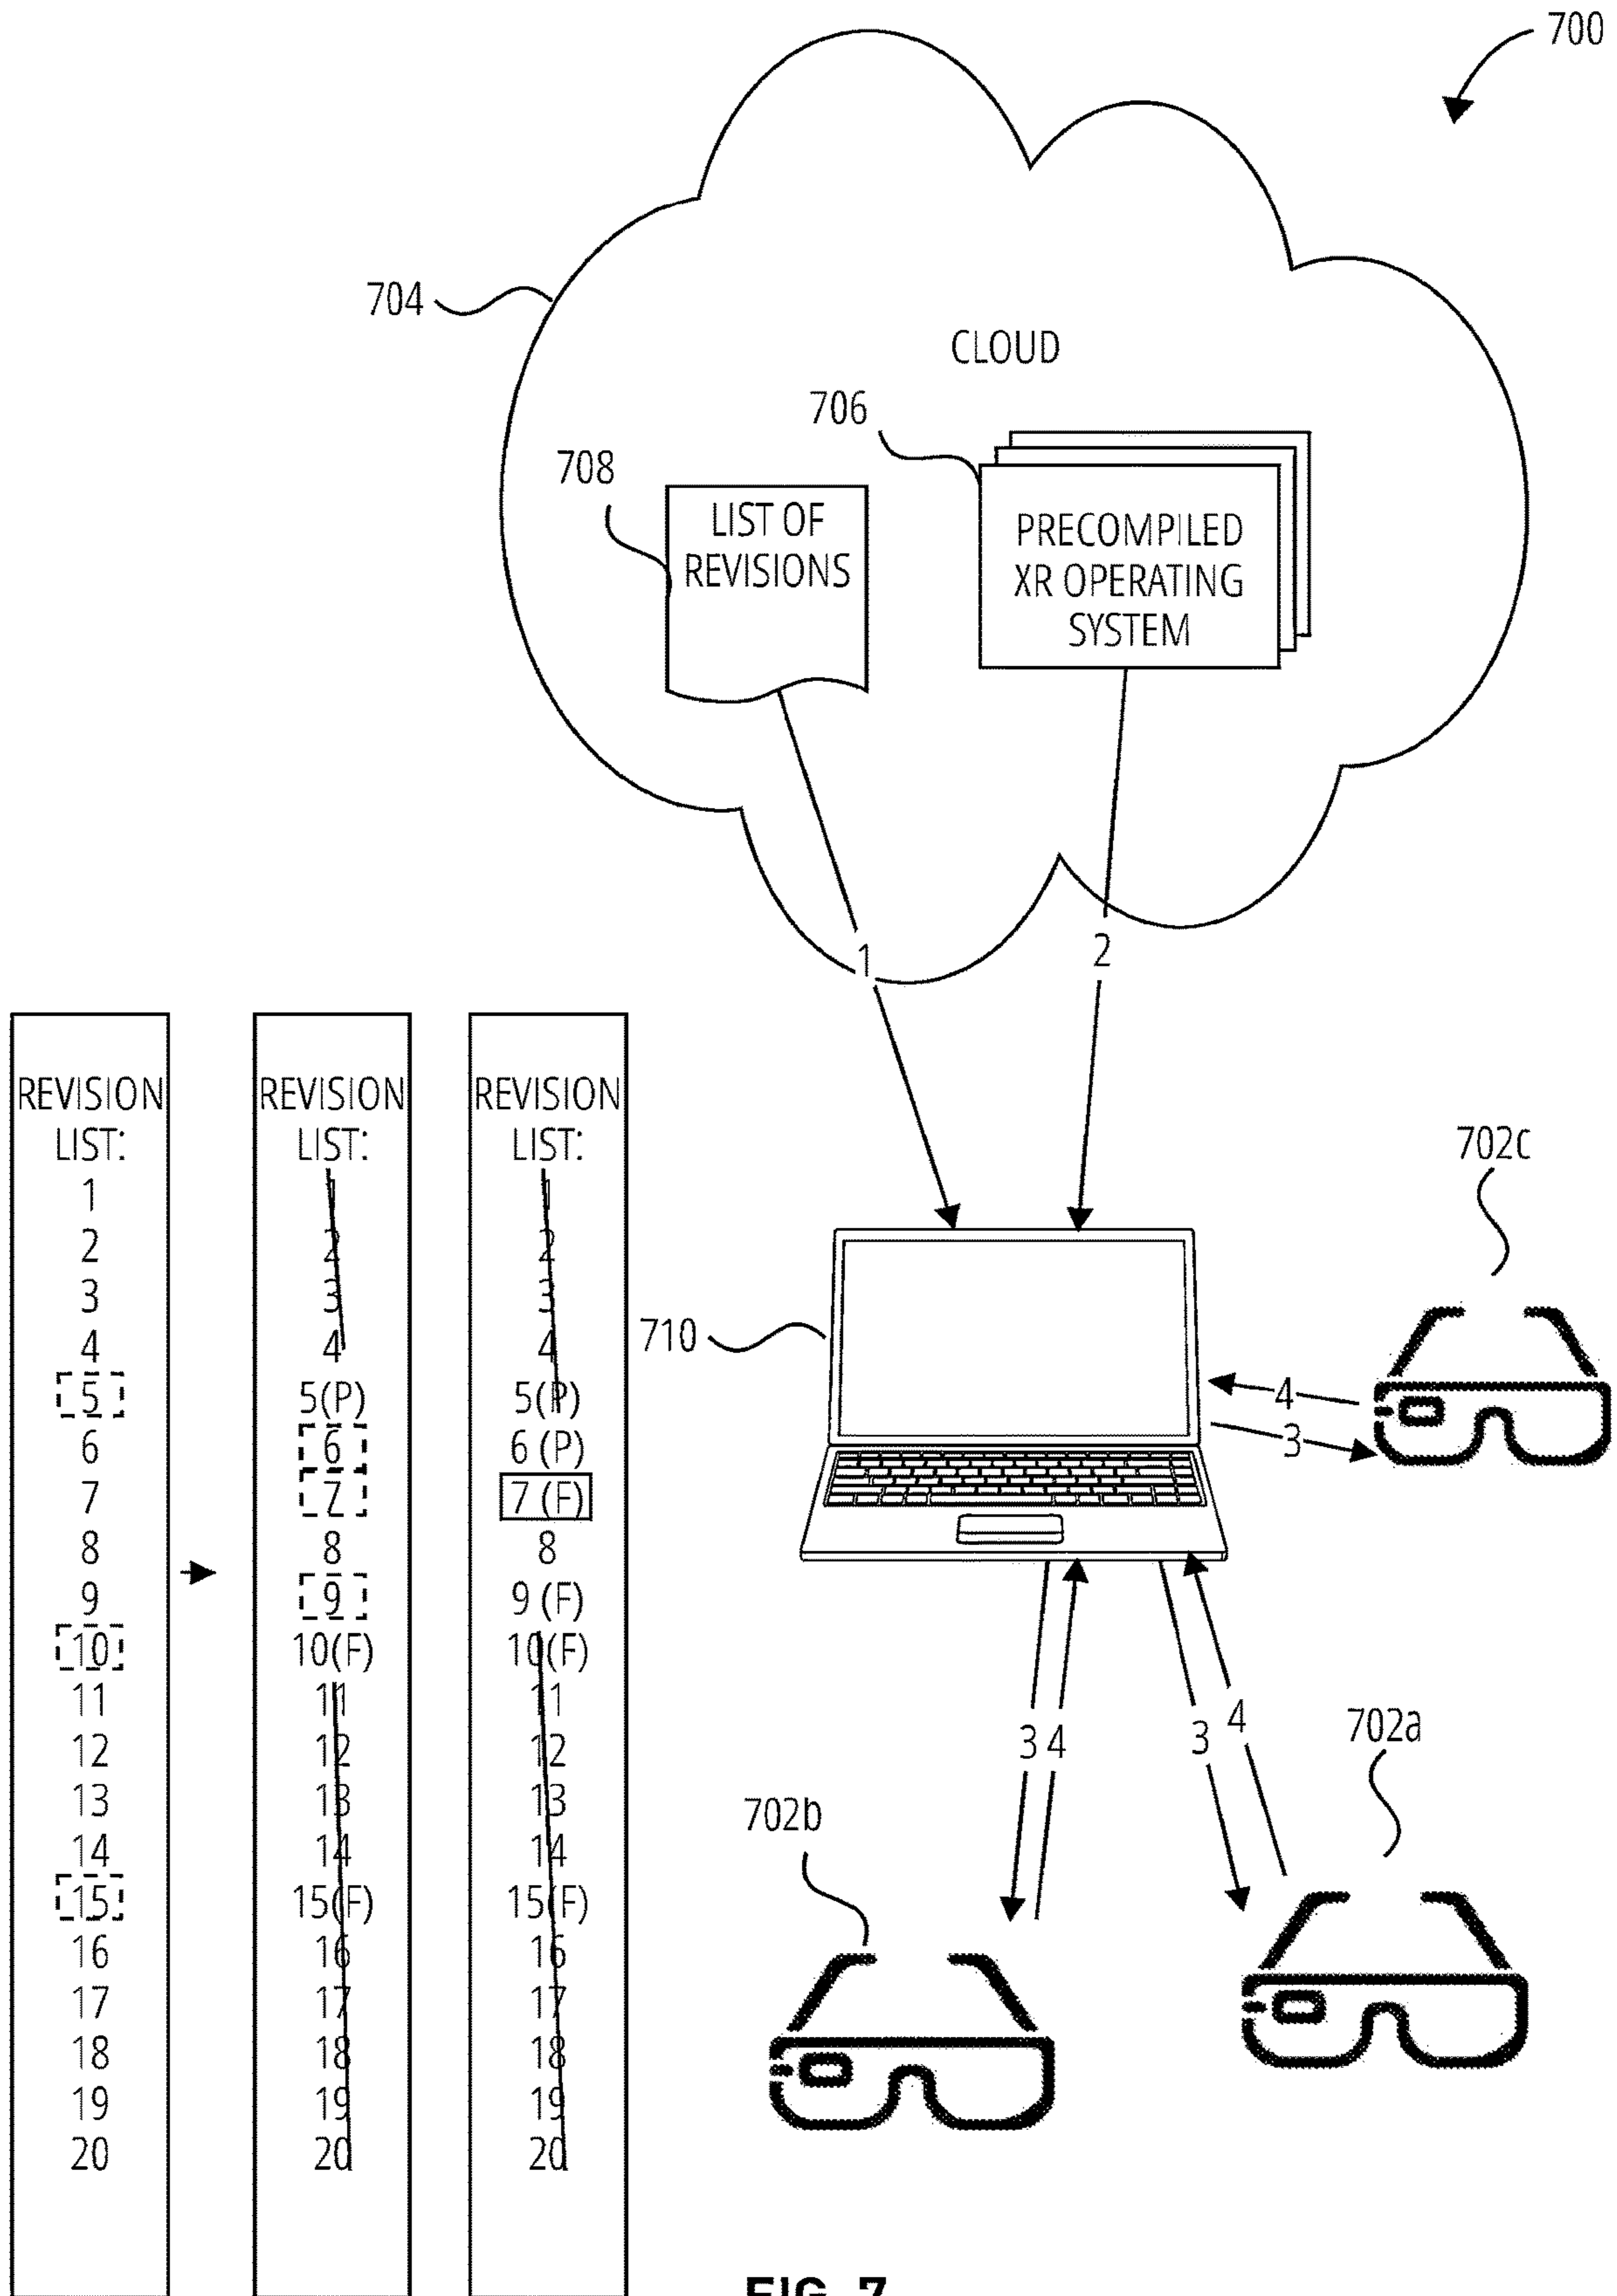 700
704
CLOUD
706
708
LIST OF
REVISIONS
PRECOMPILED
XR OPERATING
SYSTEM
1
2
REVISION
LIST:
1
2
3
4
5
6
7
8
9
10
11
12
13
14
15
16
17
18
19
20
REVISION
LIST:
1
2
3
4
5(P)
6
7
8
9
10(F)
11
12
13
14
15(F)
16
17
18
19
20
REVISION
LIST:
1
2
3
4
5(P)
6 (P)
7 (F)
8
9 (F)
10(F)
11
12
13
14
15(F)
16
17
18
19
20
710
702c
4
3
3
4
3
4
702a
702b
FIG. 7